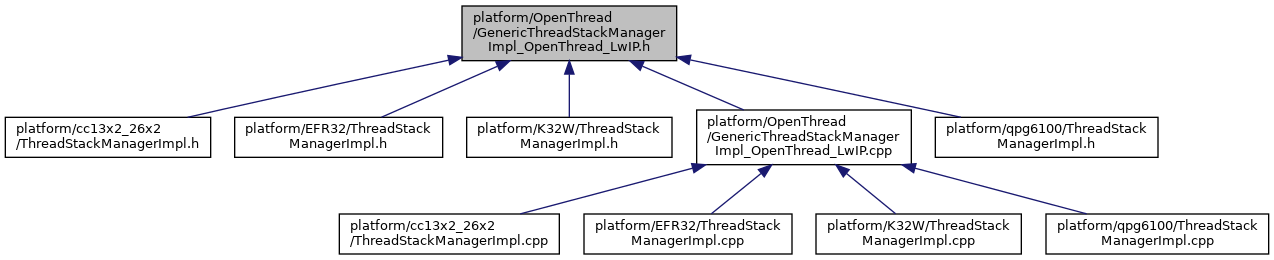 platform/OpenThread
/GenericThreadStackManager
Impl_OpenThread_LwIP.h
platform/cc13x2_26x2
/ThreadStackManagerImpl.h
platform/EFR32/ThreadStack
ManagerImpl.h
platform/K32W/ThreadStack
ManagerImpl.h
platform/OpenThread
/GenericThreadStackManager
Impl_OpenThread_LwIP.cpp
platform/qpg6100/ThreadStack
ManagerImpl.h
platform/cc13x2_26x2
/ThreadStackManagerImpl.cpp
platform/EFR32/ThreadStack
ManagerImpl.cpp
platform/K32W/ThreadStack
ManagerImpl.cpp
platform/qpg6100/ThreadStack
ManagerImpl.cpp